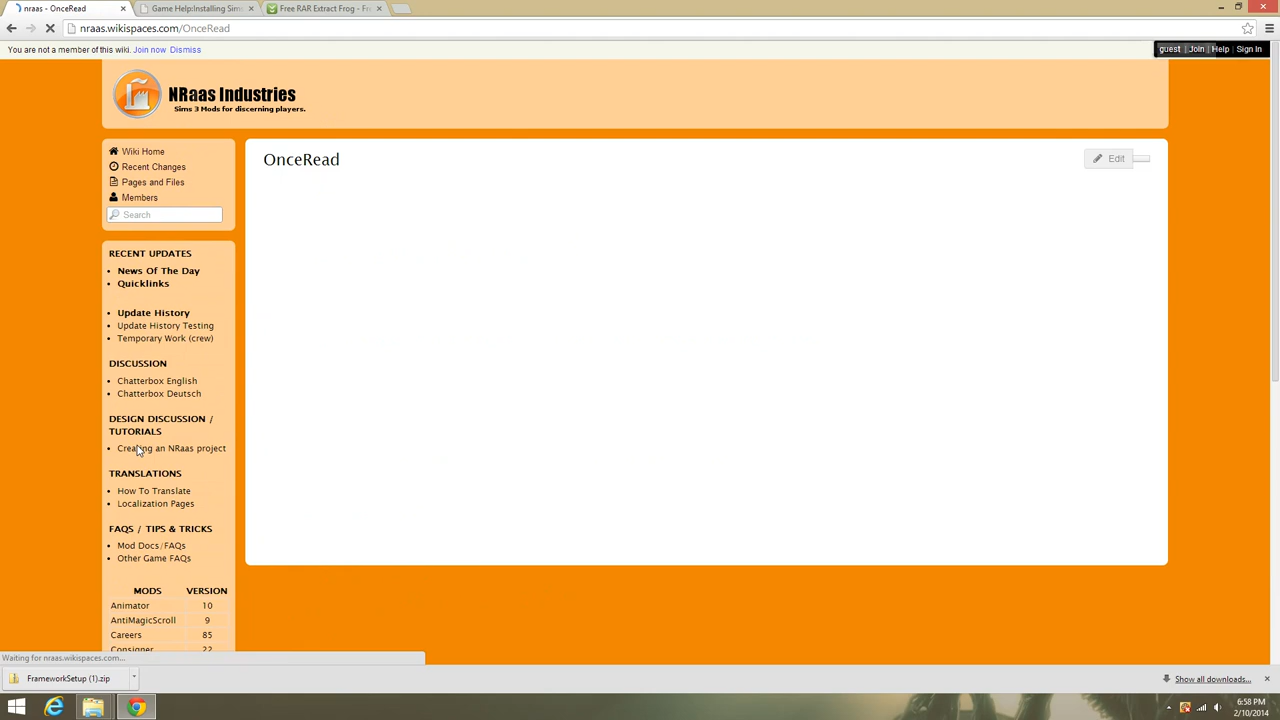 nraas - OnceRead
Game Help:Installing Sims
Free RAR Extract Frog - Fr
nraas.wikispaces.com/OnceRead
You are not a member of this wiki. Join now Dismiss
guest | Join | Help | Sign In
NRaas Industries
Sims 3 Mods for discerning players.
Wiki Home
Recent Changes
Pages and Files
Members
Search
OnceRead
Edit
RECENT UPDATES
• News Of The Day
• Quicklinks
• Update History
• Update History Testing
• Temporary Work (crew)
DISCUSSION
• Chatterbox English
• Chatterbox Deutsch
DESIGN DISCUSSION /
TUTORIALS
• Creating an NRaas project
TRANSLATIONS
• How To Translate
• Localization Pages
FAQS / TIPS & TRICKS
• Mod Docs/FAQs
• Other Game FAQs
MODS VERSION
Animator 10
AntiMagicScroll 9
Careers 85
Consigner 22
Waiting for nraas.wikispaces.com...
FrameworkSetup (1).zip
Show all downloads...
6:58 PM
2/10/2014